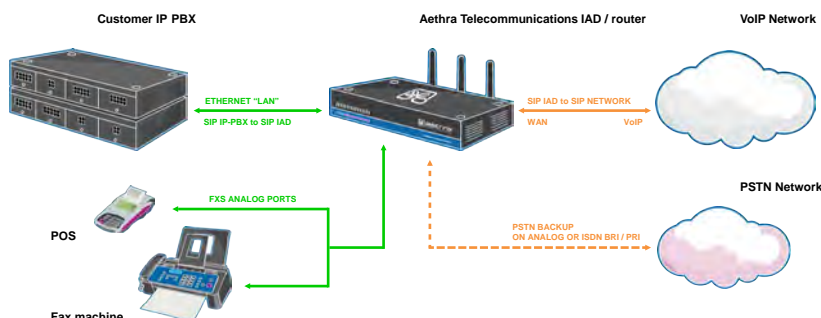 Customer IP PBX
Aethra Telecommunications IAD / router
VoIP Network
ETHERNET “LAN”
SIP IP-PBX to SIP IAD
SIP IAD to SIP NETWORK
WAN VoIP
PSTN Network
FXS ANALOG PORTS
POS
PSTN BACKUP
ON ANALOG OR ISDN BRI / PRI
Fax machine